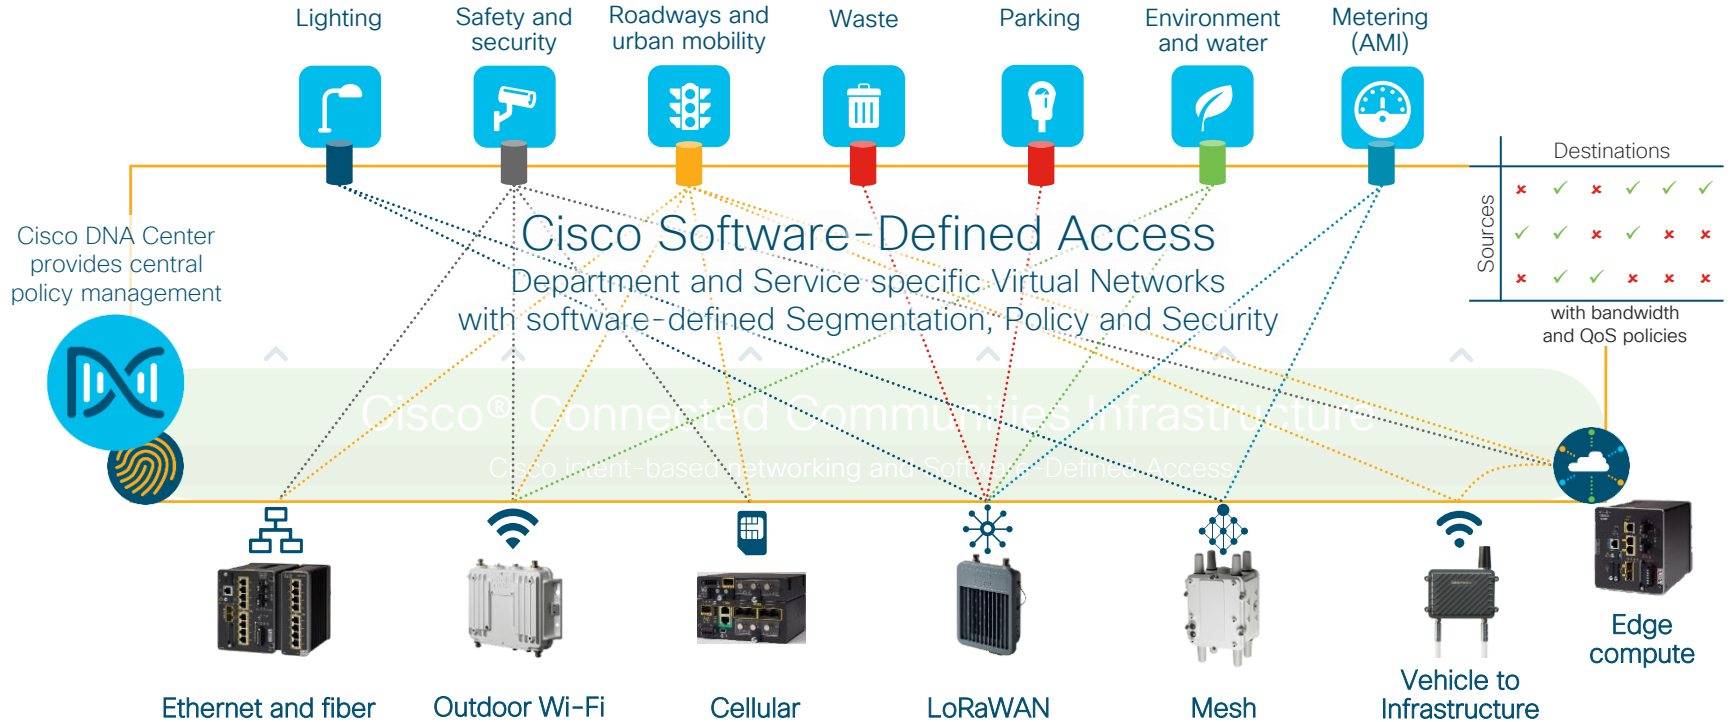 Lighting
Safety and
security
Roadways and
urban mobility
Waste
Parking
Environment
and water
Metering
(AMI)
Destinations
Sources
with bandwidth
and QoS policies
Cisco DNA Center
provides central
policy management
Cisco Software-Defined Access
Department and Service specific Virtual Networks
with software-defined Segmentation, Policy and Security
Cisco® Connected Communities Infrastructure
Cisco intent-based networking and Software-Defined Access
Ethernet and fiber
Outdoor Wi-Fi
Cellular
LoRaWAN
Mesh
Vehicle to
Infrastructure
Edge
compute